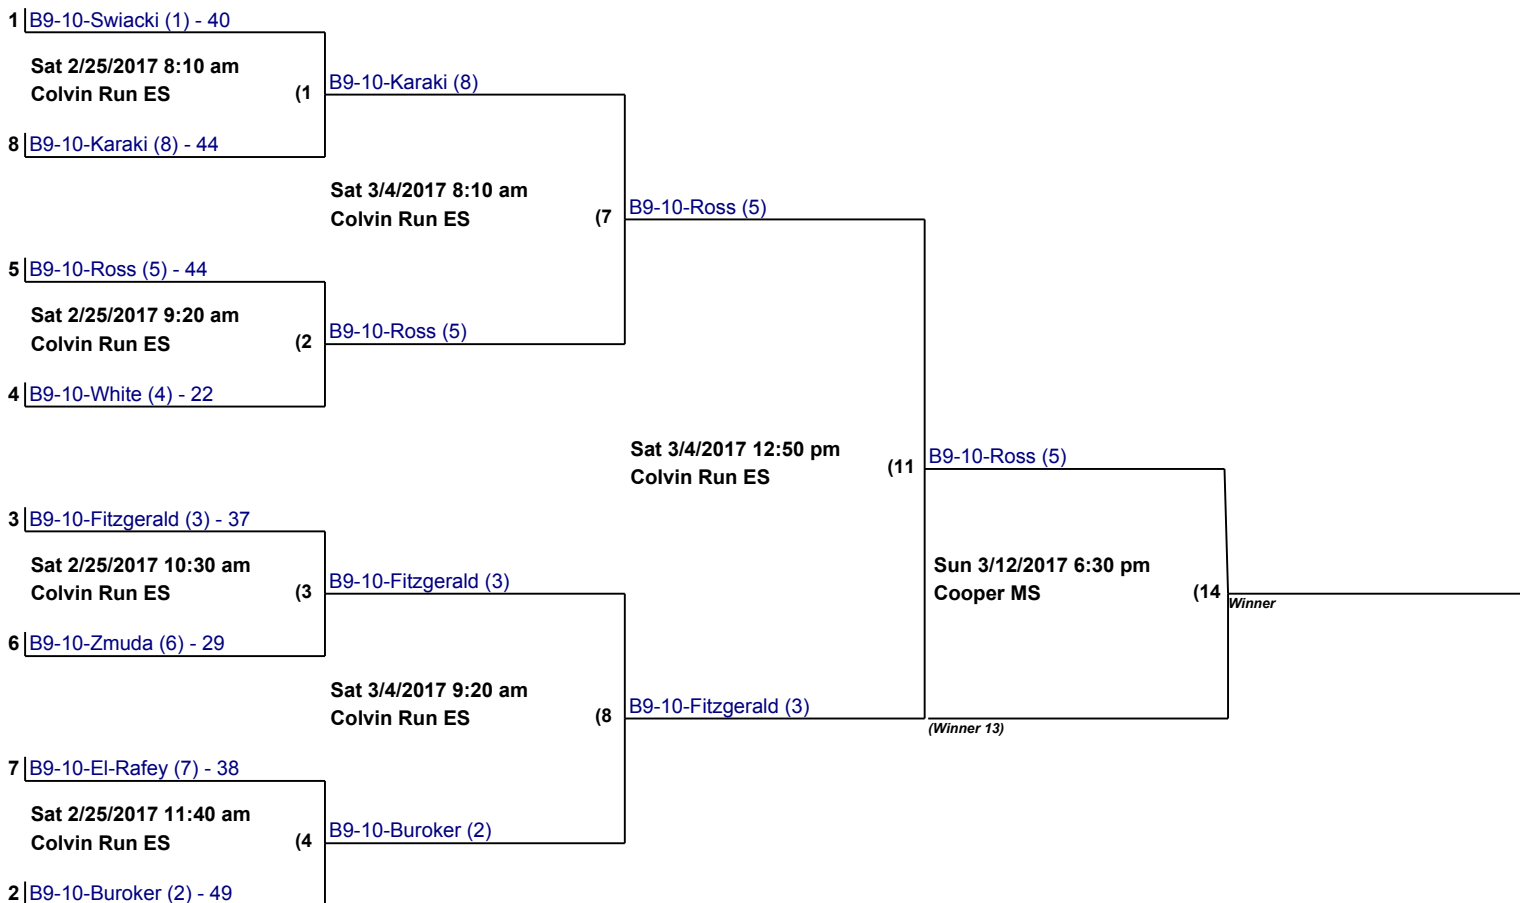 1 B9-10-Swiacki (1) - 40
Sat 2/25/2017 8:10 am
Colvin Run ES (1
B9-10-Karaki (8)
8 B9-10-Karaki (8) - 44
Sat 3/4/2017 8:10 am
Colvin Run ES (7
B9-10-Ross (5)
5 B9-10-Ross (5) - 44
Sat 2/25/2017 9:20 am
Colvin Run ES (2
B9-10-Ross (5)
4 B9-10-White (4) - 22
Sat 3/4/2017 12:50 pm
Colvin Run ES (11
B9-10-Ross (5)
3 B9-10-Fitzgerald (3) - 37
Sat 2/25/2017 10:30 am
Colvin Run ES (3
B9-10-Fitzgerald (3)
Sun 3/12/2017 6:30 pm
Cooper MS (14
Winner
6 B9-10-Zmuda (6) - 29
Sat 3/4/2017 9:20 am
Colvin Run ES (8
B9-10-Fitzgerald (3)
(Winner 13)
7 B9-10-El-Rafey (7) - 38
Sat 2/25/2017 11:40 am
Colvin Run ES (4
B9-10-Buroker (2)
2 B9-10-Buroker (2) - 49